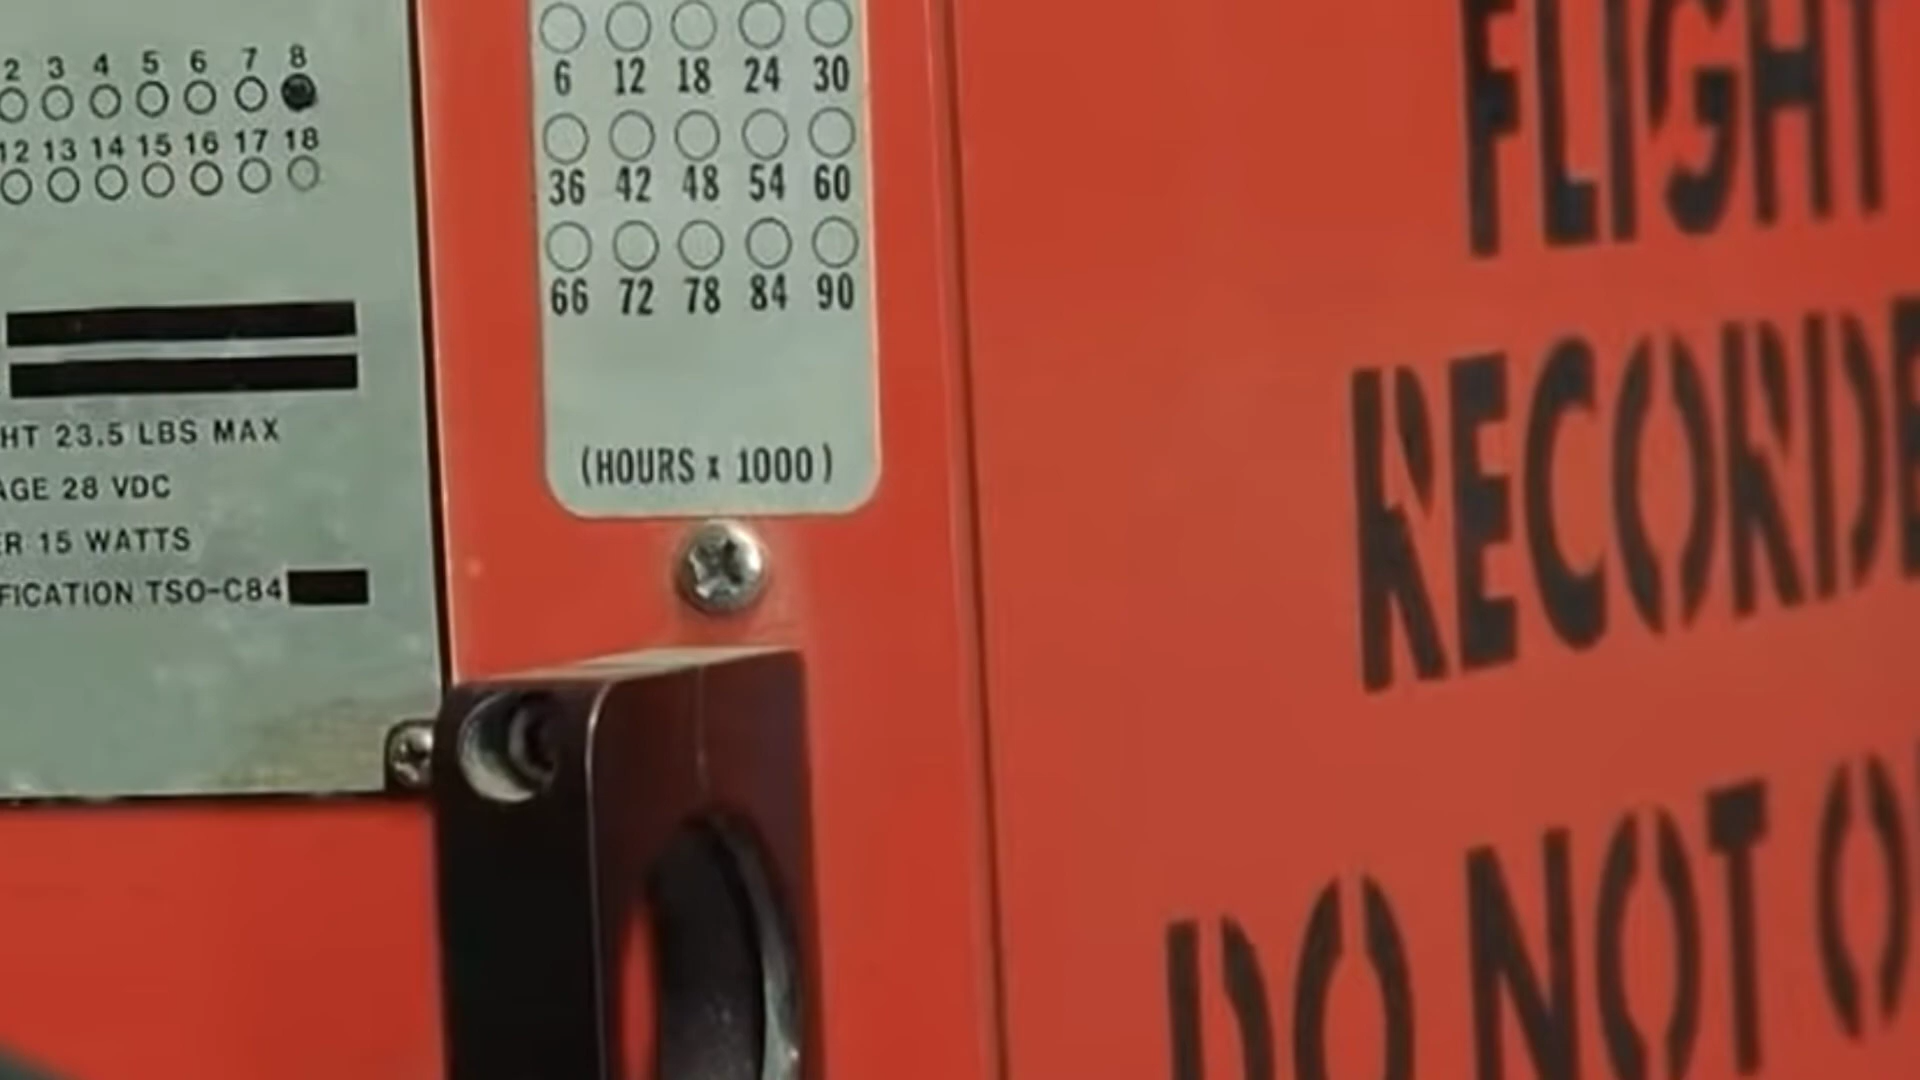 2 3 4 5 6 7 8
12 13 14 15 16 17 18
HT 23.5 LBS MAX
AGE 28 VDC
ER 15 WATTS
FICATION TSO-C84
6 12 18 24 30
36 42 48 54 60
66 72 78 84 90
(HOURS x 1000)
FLIGHT
RECORDE
DO NOT O